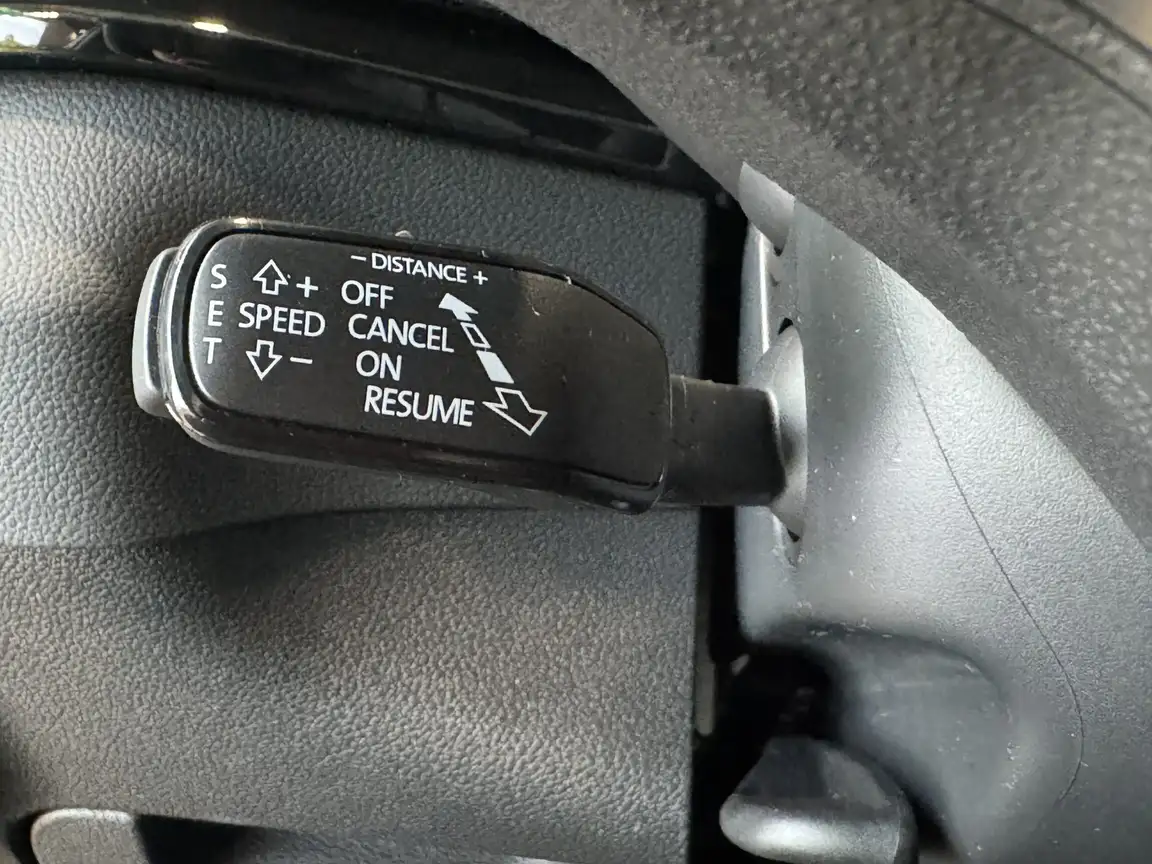 - DISTANCE +
S
E
T
+
SPEED
-
OFF
CANCEL
ON
RESUME